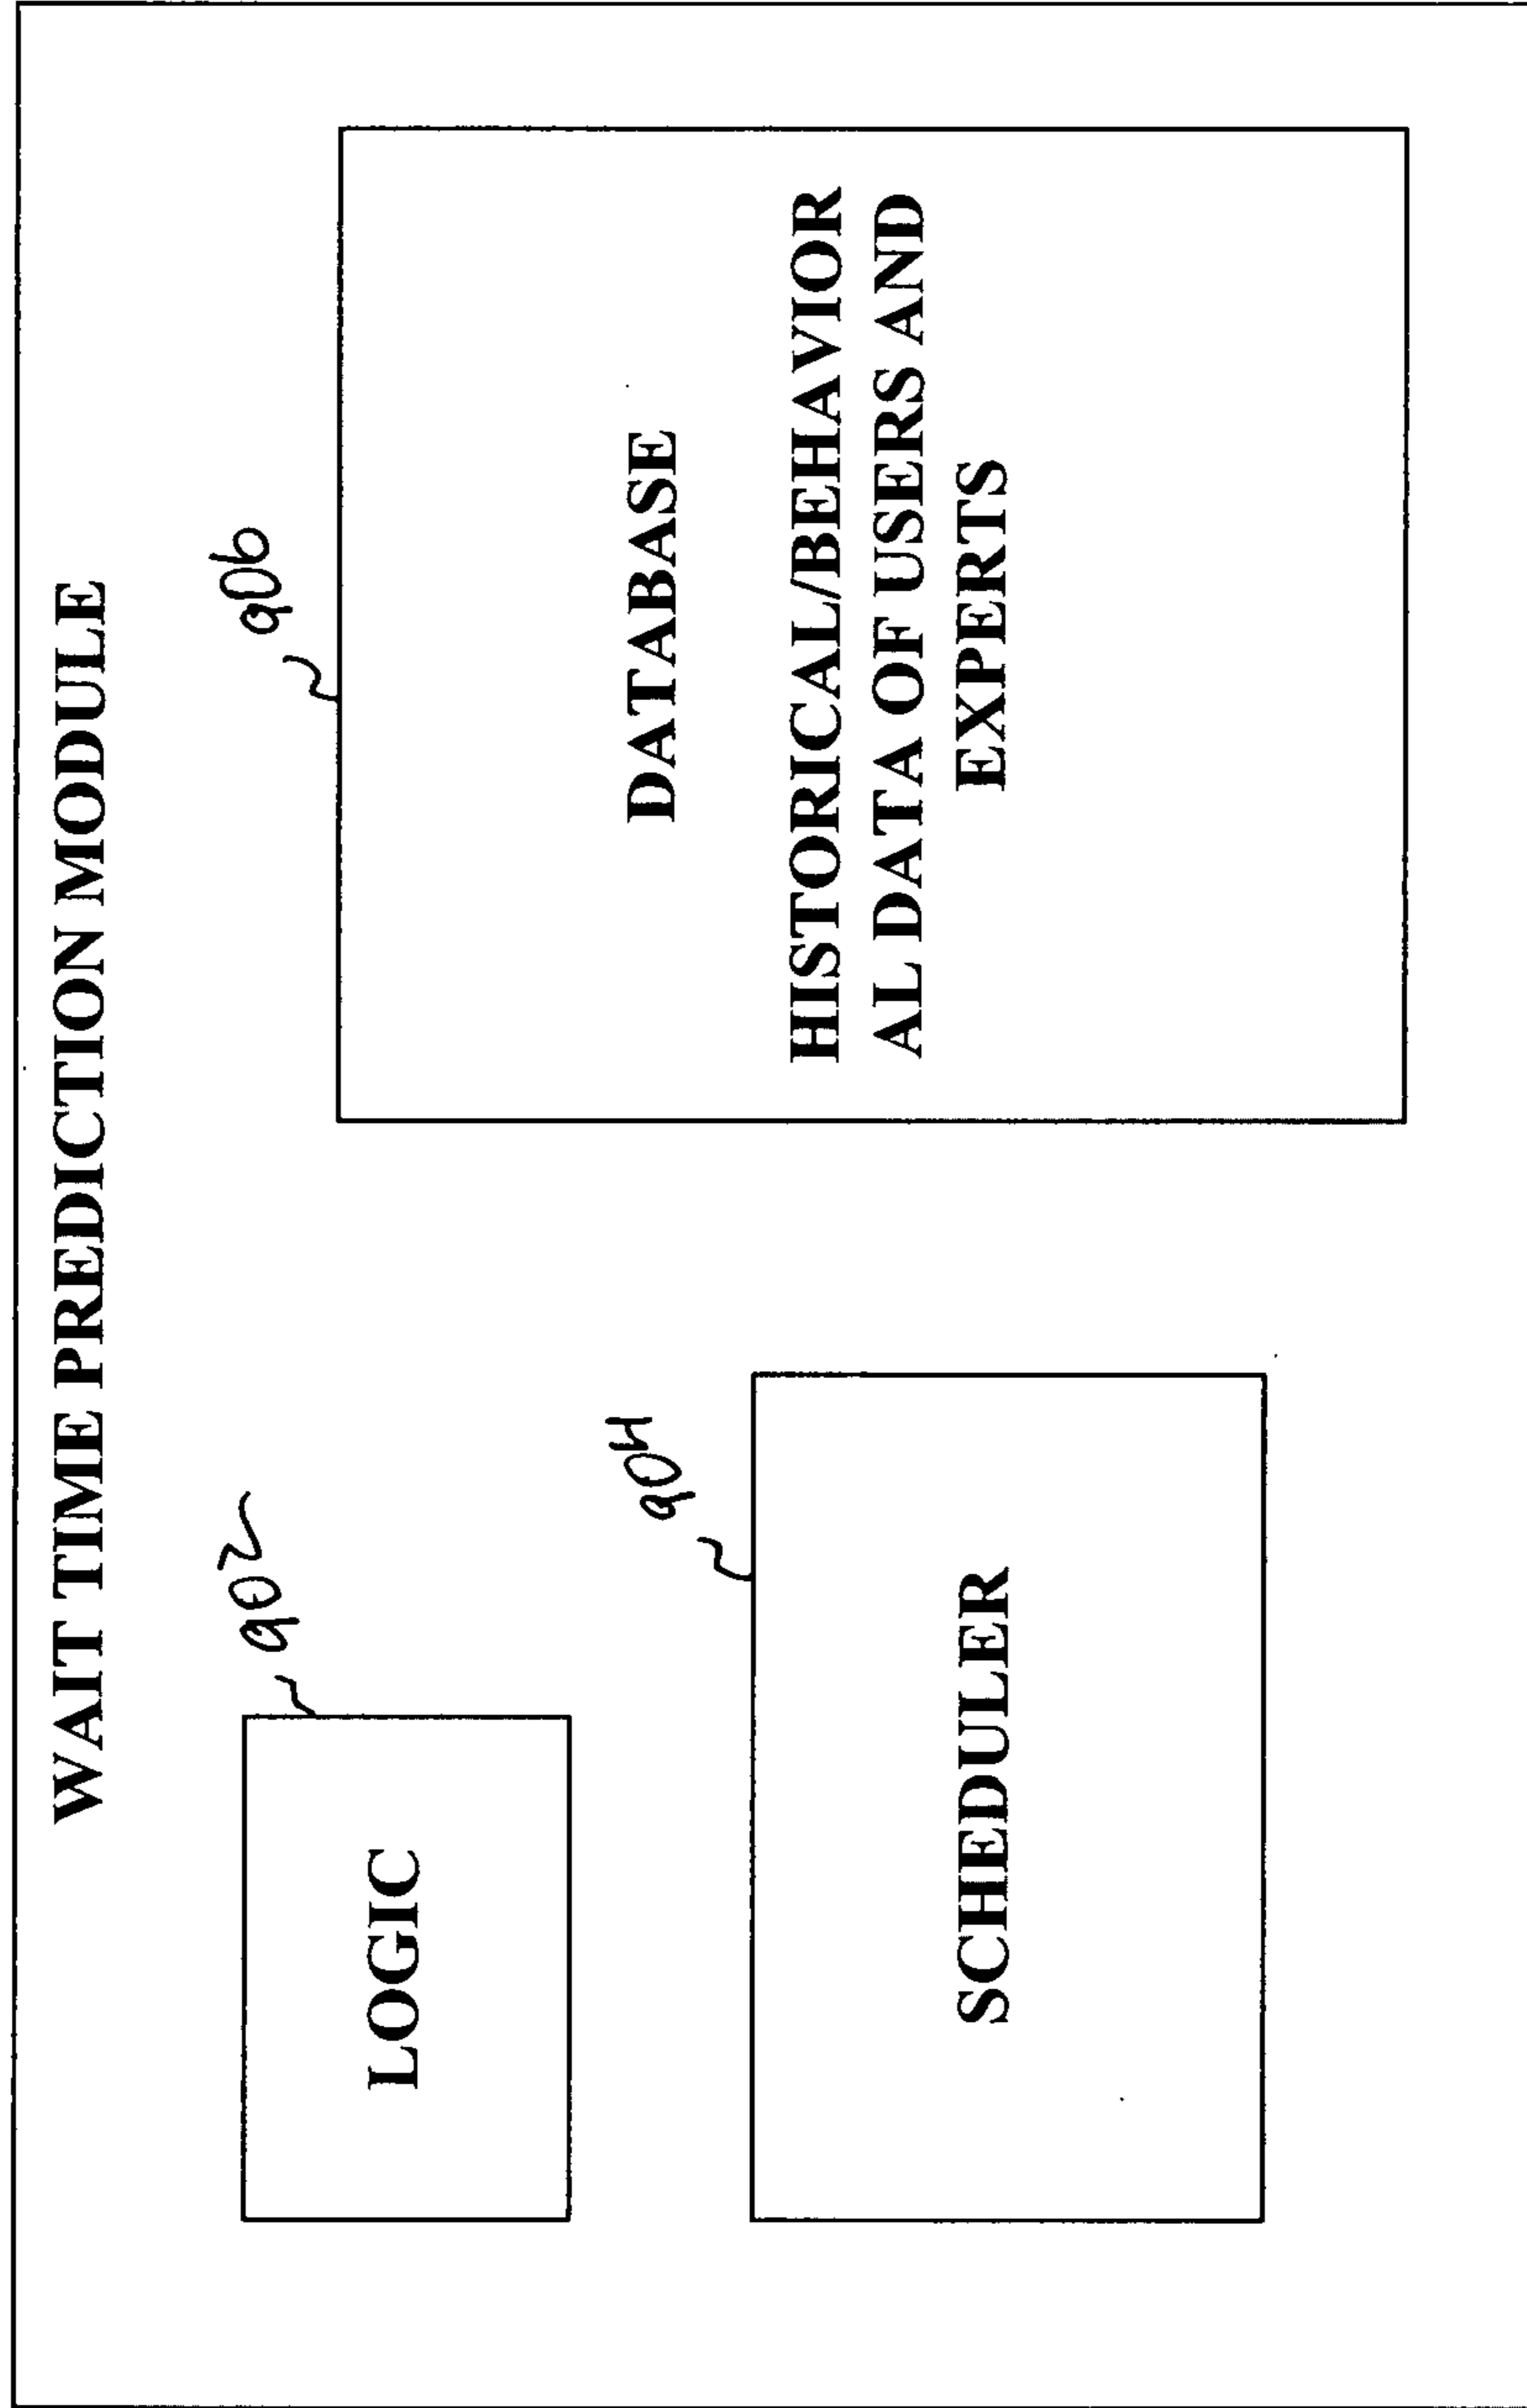 WAIT TIME PREDICTION MODULE
902
LOGIC
904
SCHEDULER
906
DATABASE
HISTORICAL/BEHAVIOR
AL DATA OF USERS AND
EXPERTS